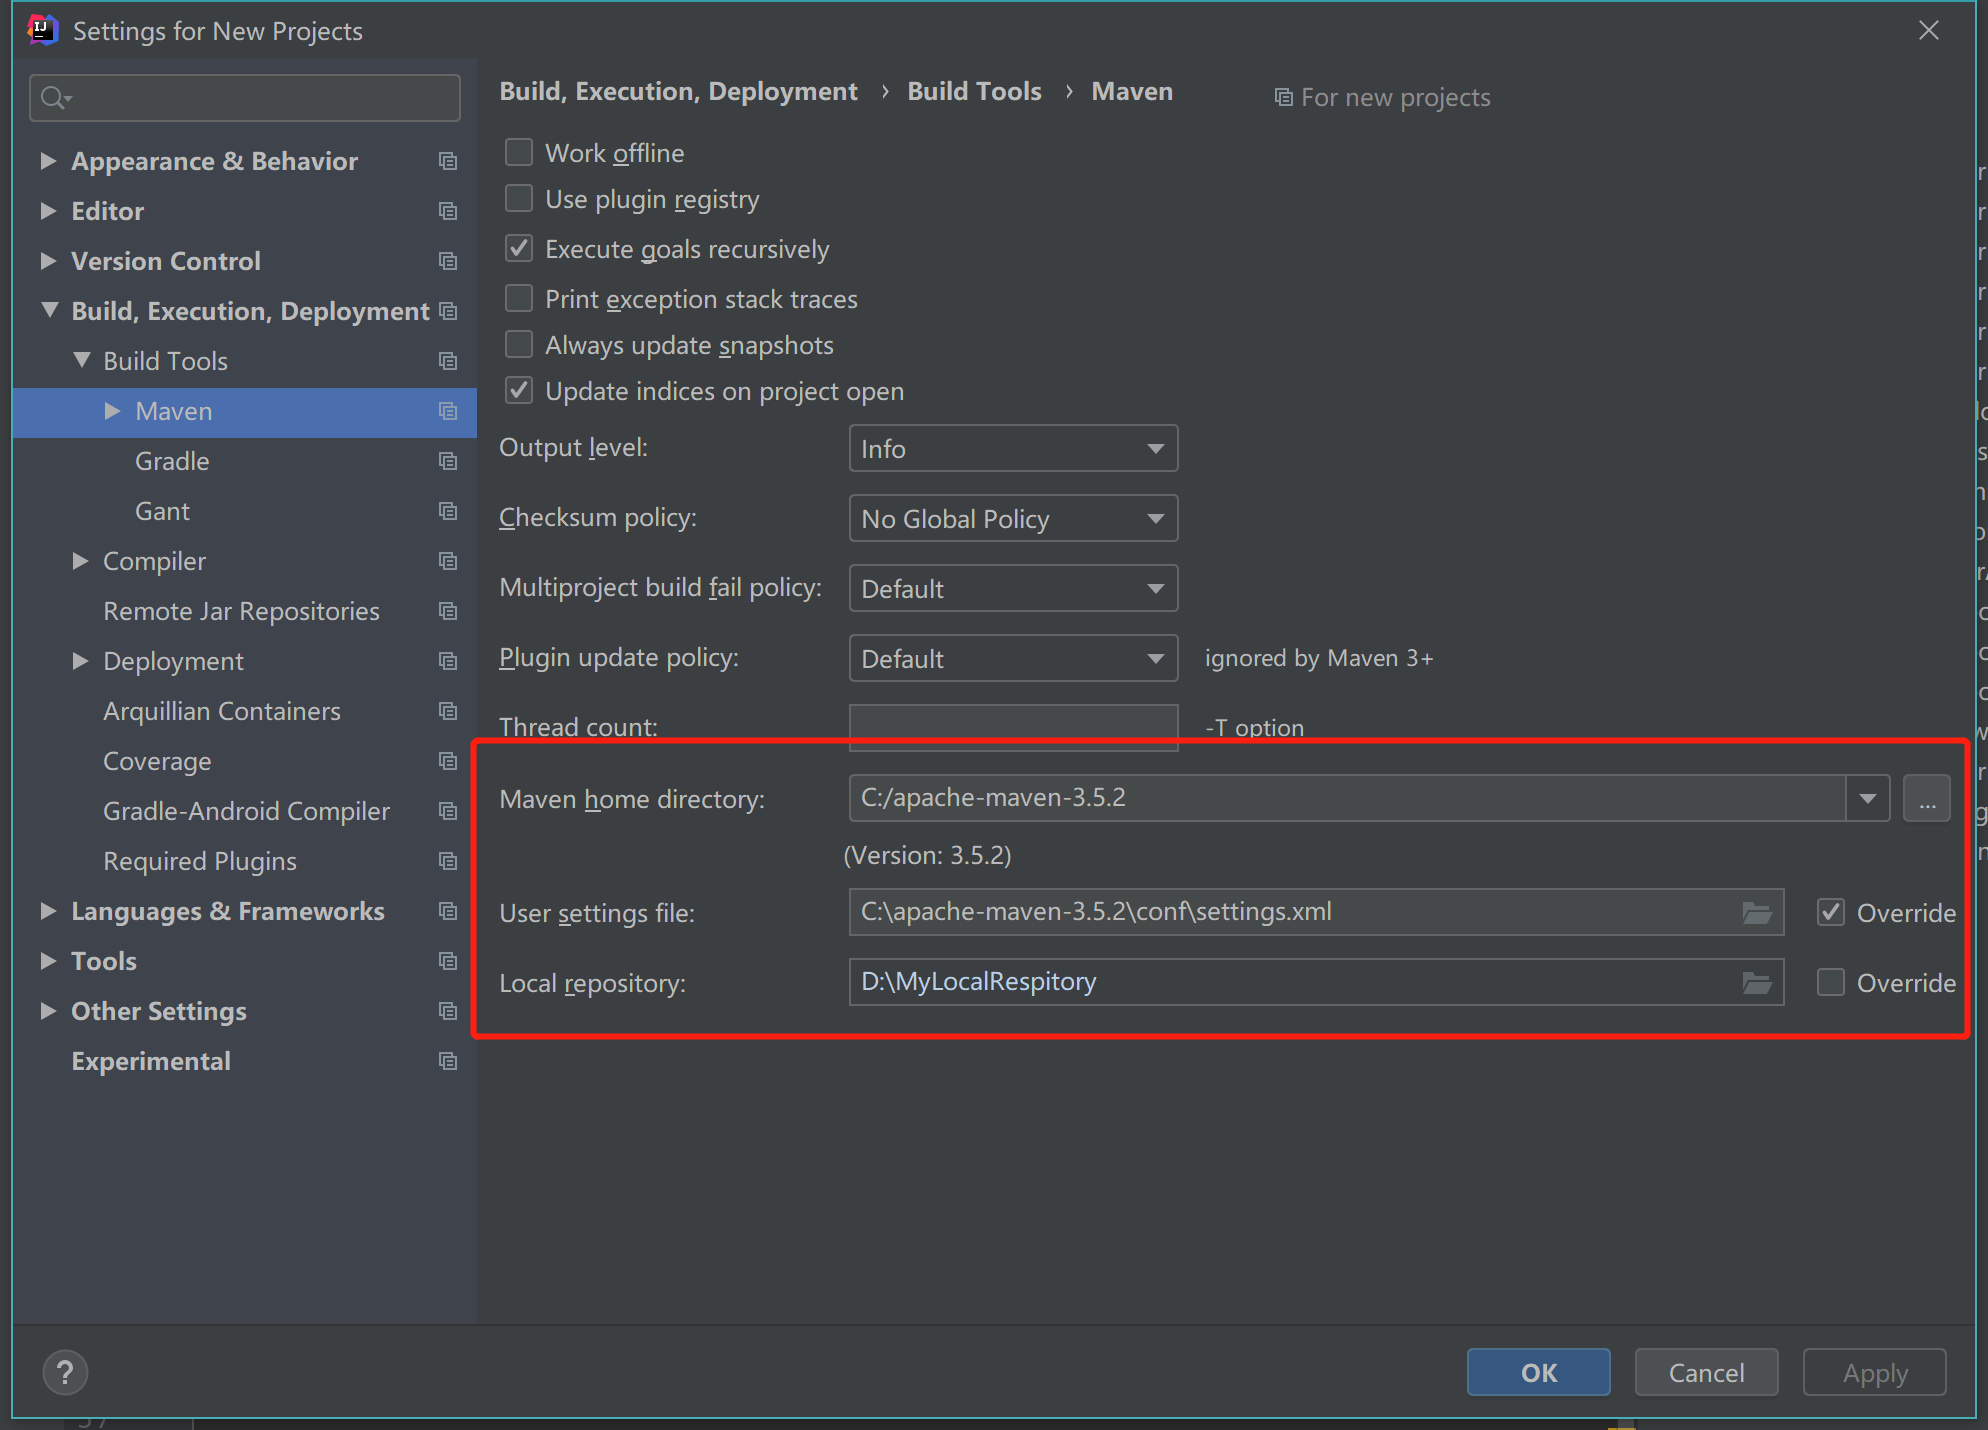 Settings for New Projects
Appearance & Behavior
Editor
Version Control
Build, Execution, Deployment
Build Tools
Maven
Gradle
Gant
Compiler
Remote Jar Repositories
Deployment
Arquillian Containers
Coverage
Gradle-Android Compiler
Required Plugins
Languages & Frameworks
Tools
Other Settings
Experimental
Build, Execution, Deployment › Build Tools › Maven For new projects
Work offline
Use plugin registry
Execute goals recursively
Print exception stack traces
Always update snapshots
Update indices on project open
Output level: Info
Checksum policy: No Global Policy
Multiproject build fail policy: Default
Plugin update policy: Default ignored by Maven 3+
Thread count: -T option
Maven home directory: C:/apache-maven-3.5.2 ...
(Version: 3.5.2)
User settings file: C:\apache-maven-3.5.2\conf\settings.xml Override
Local repository: D:\MyLocalRespitory Override
? OK Cancel Apply